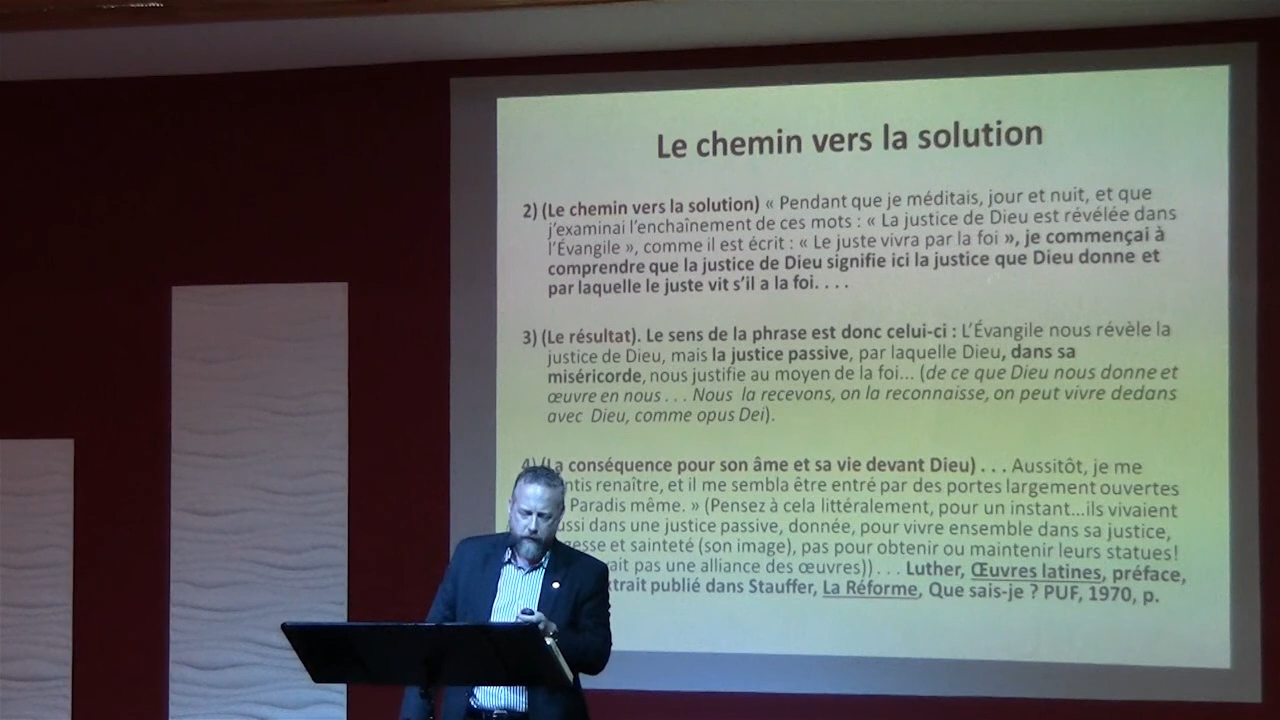 Le chemin vers la solution
2) (Le chemin vers la solution) « Pendant que je méditais, jour et nuit, et que
j'examinai l'enchaînement de ces mots : « La justice de Dieu est révélée dans
l'Évangile », comme il est écrit : « Le juste vivra par la foi », je commençai à
comprendre que la justice de Dieu signifie ici la justice que Dieu donne et
par laquelle le juste vit s'il a la foi. . . .
3) (Le résultat). Le sens de la phrase est donc celui-ci : L'Évangile nous révèle la
justice de Dieu, mais la justice passive, par laquelle Dieu, dans sa
miséricorde, nous justifie au moyen de la foi... (de ce que Dieu nous donne et
œuvre en nous . . . Nous la recevons, on la reconnaisse, on peut vivre dedans
avec Dieu, comme opus Dei).
4) (La conséquence pour son âme et sa vie devant Dieu) . . . Aussitôt, je me
ntis renaître, et il me sembla être entré par des portes largement ouvertes
Paradis même. » (Pensez à cela littéralement, pour un instant...ils vivaient
ussi dans une justice passive, donnée, pour vivre ensemble dans sa justice,
esse et sainteté (son image), pas pour obtenir ou maintenir leurs statues!
ait pas une alliance des œuvres)) . . . Luther, Œuvres latines, préface,
trait publié dans Stauffer, La Réforme, Que sais-je ? PUF, 1970, p.